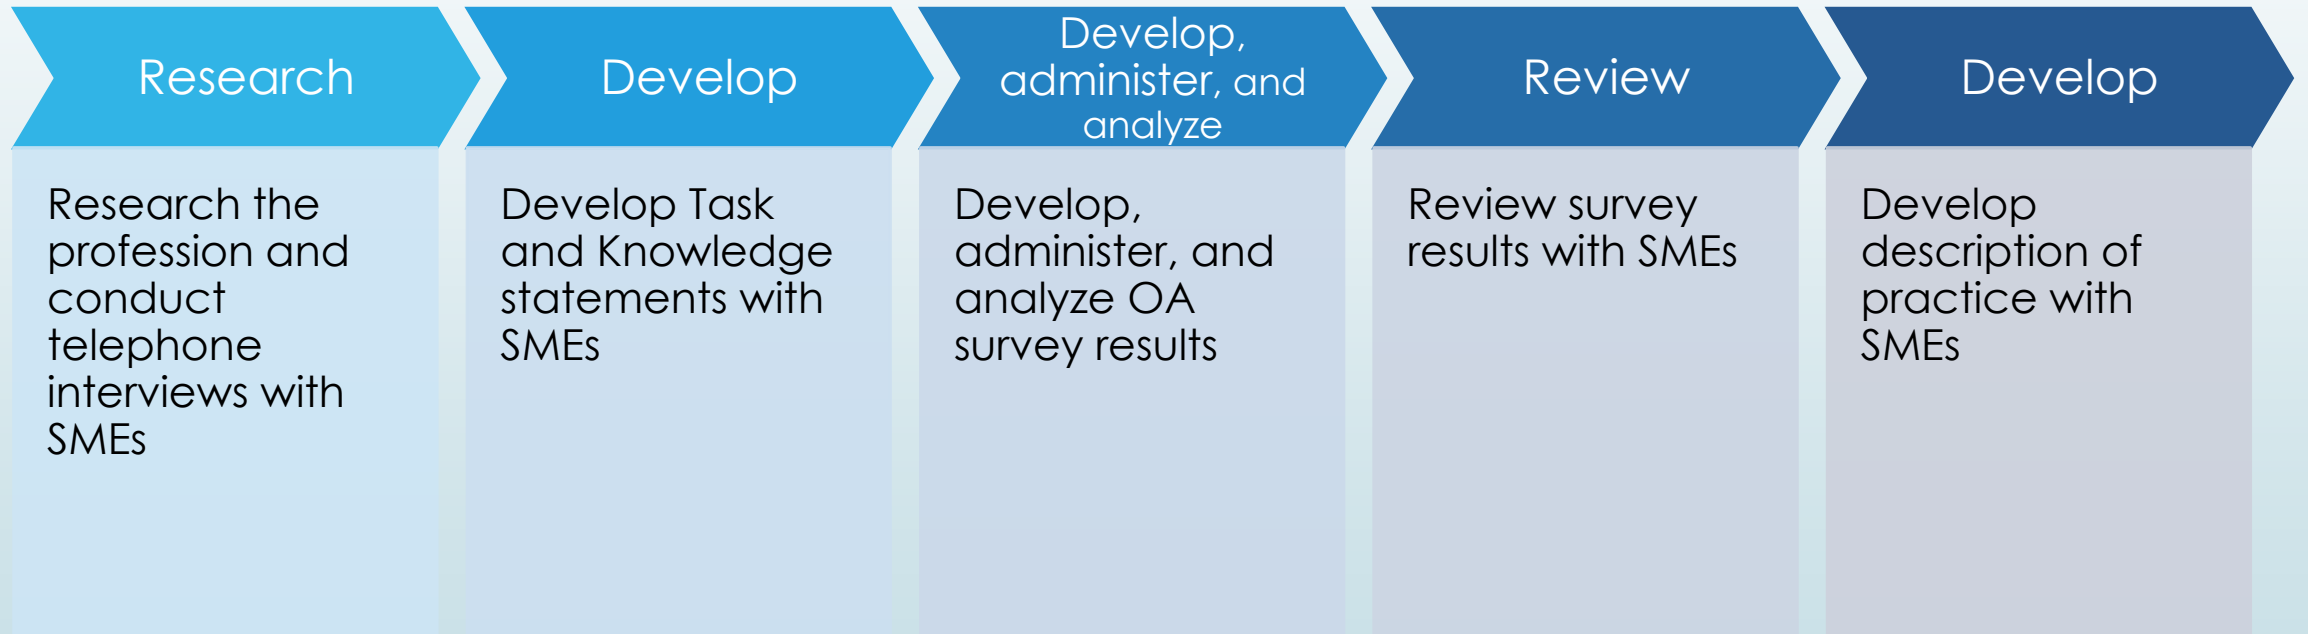 Research
Research the
profession and
conduct
telephone
interviews with
SMEs
Develop
Develop Task
and Knowledge
statements with
SMEs
Develop,
administer, and
analyze
Develop,
administer, and
analyze OA
survey results
Review
Review survey
results with SMEs
Develop
Develop
description of
practice with
SMEs